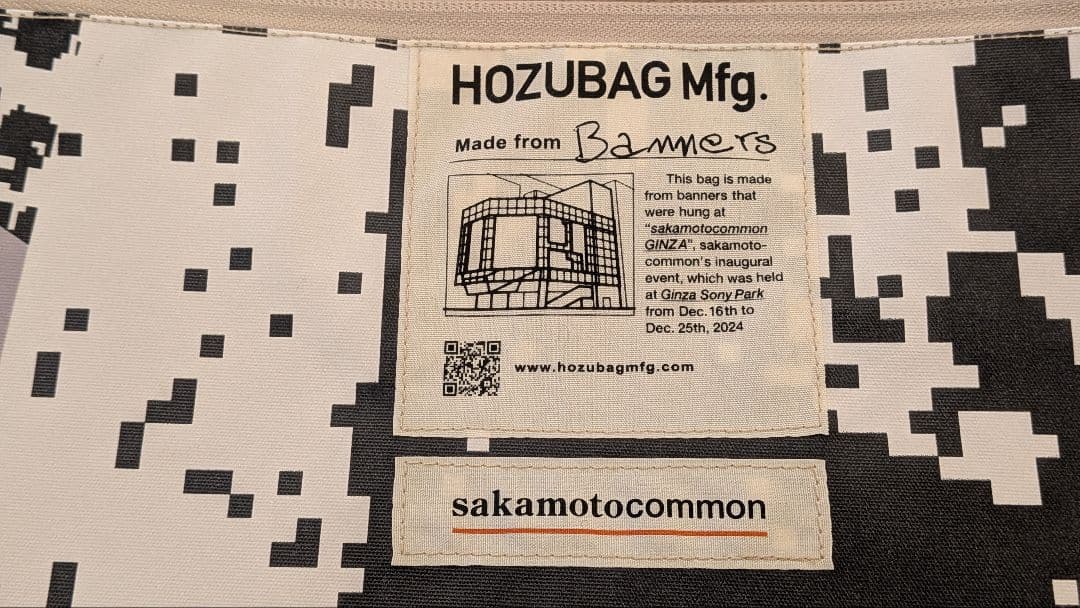 HOZUBAG Mfg.
Made from Banners
This bag is made
from banners that
were hung at
"sakamotocommon
GINZA", sakamoto-
common's inaugural
event, which was held
at Ginza Sony Park
from Dec. 16th to
Dec. 25th, 2024
www.hozubagmfg.com
sakamotocommon